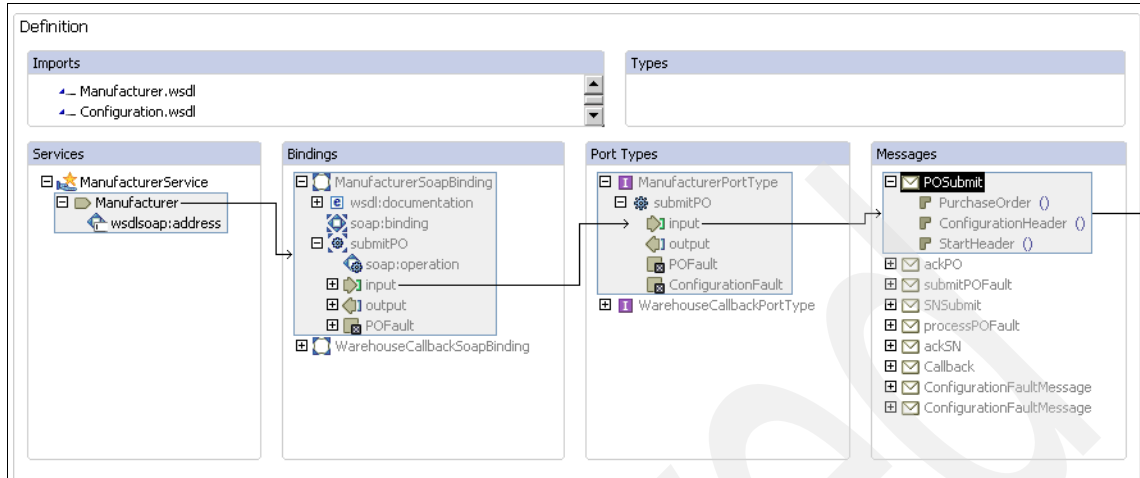 Definition
Imports
Manufacturer.wsdl
Configuration.wsdl
Types
Services
ManufacturerService
Manufacturer
wsdlsoap:address
Bindings
ManufacturerSoapBinding
wsdl:documentation
soap:binding
submitPO
soap:operation
input
output
POFault
WarehouseCallbackSoapBinding
Port Types
ManufacturerPortType
submitPO
input
output
POFault
ConfigurationFault
WarehouseCallbackPortType
Messages
POSubmit
PurchaseOrder ()
ConfigurationHeader ()
StartHeader ()
ackPO
submitPOFault
SNSubmit
processPOFault
ackSN
Callback
ConfigurationFaultMessage
ConfigurationFaultMessage